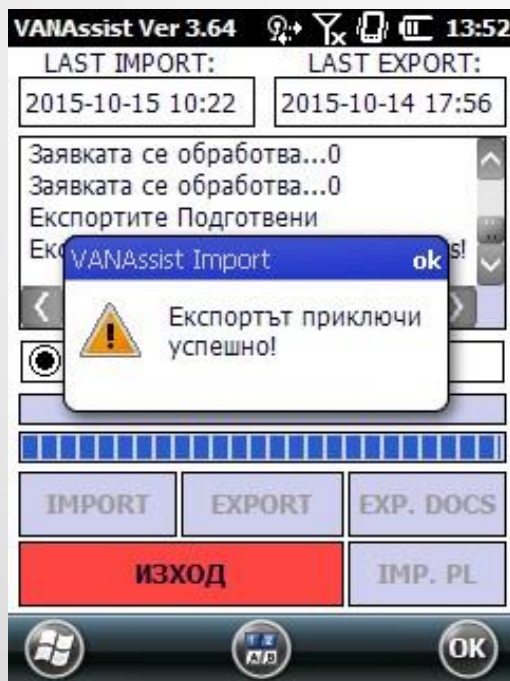 VANAssist Ver 3.64 13:52
LAST IMPORT: LAST EXPORT:
2015-10-15 10:22 2015-10-14 17:56
Заявката се обработва...0
Заявката се обработва...0
Експортите Подготвени
VANAssist Import ok
Експортът приключи
успешно!
IMPORT EXPORT EXP. DOCS
ИЗХОД IMP. PL
OK